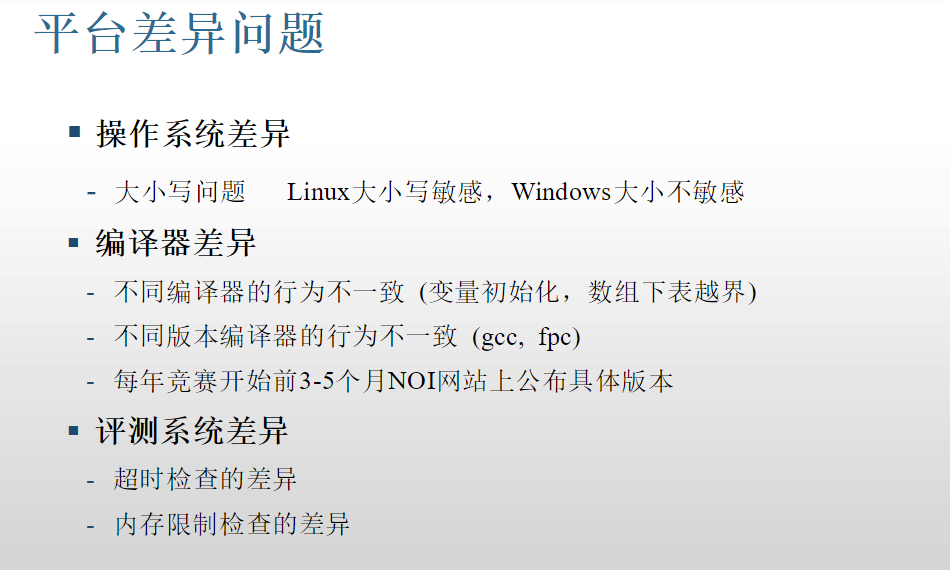 平台差异问题
▪ 操作系统差异
- 大小写问题 Linux大小写敏感，Windows大小不敏感
▪ 编译器差异
- 不同编译器的行为不一致 (变量初始化，数组下表越界)
- 不同版本编译器的行为不一致 (gcc, fpc)
- 每年竞赛开始前3-5个月NOI网站上公布具体版本
▪ 评测系统差异
- 超时检查的差异
- 内存限制检查的差异